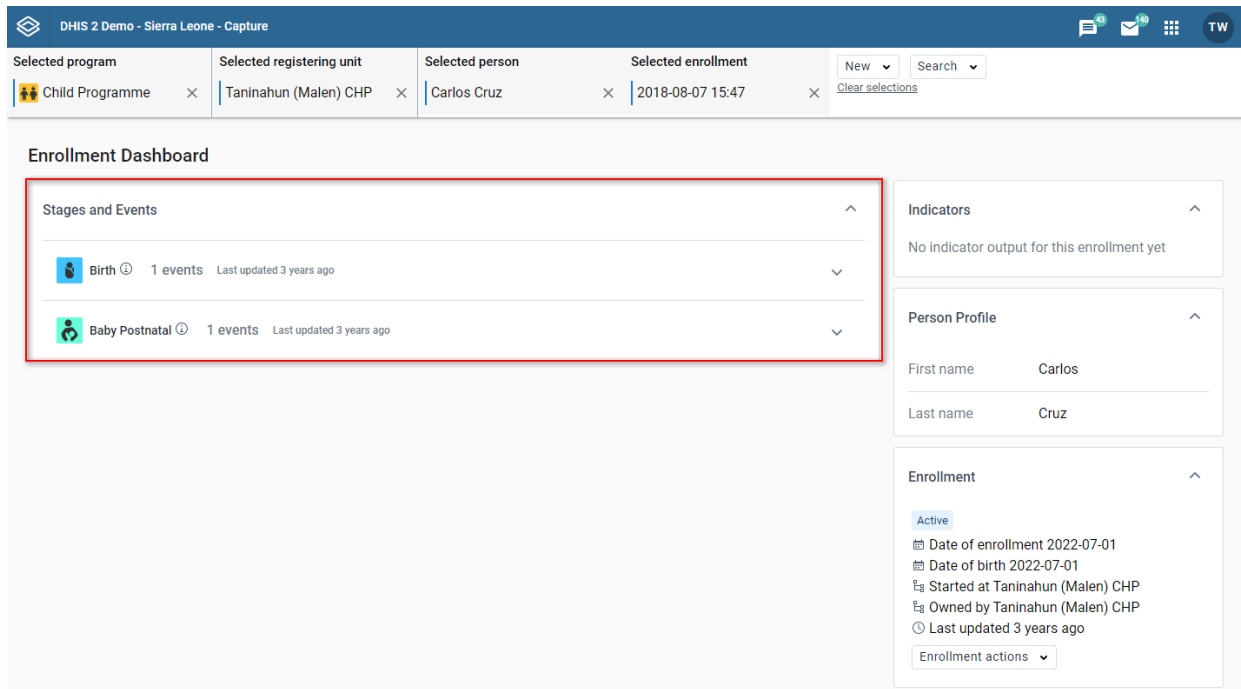 DHIS 2 Demo - Sierra Leone - Capture
43
140
TW
Selected program
Child Programme
Selected registering unit
Taninahun (Malen) CHP
Selected person
Carlos Cruz
Selected enrollment
2018-08-07 15:47
New
Search
Clear selections
Enrollment Dashboard
Stages and Events
Birth 1 events Last updated 3 years ago
Baby Postnatal 1 events Last updated 3 years ago
Indicators
No indicator output for this enrollment yet
Person Profile
First name Carlos
Last name Cruz
Enrollment
Active
Date of enrollment 2022-07-01
Date of birth 2022-07-01
Started at Taninahun (Malen) CHP
Owned by Taninahun (Malen) CHP
Last updated 3 years ago
Enrollment actions